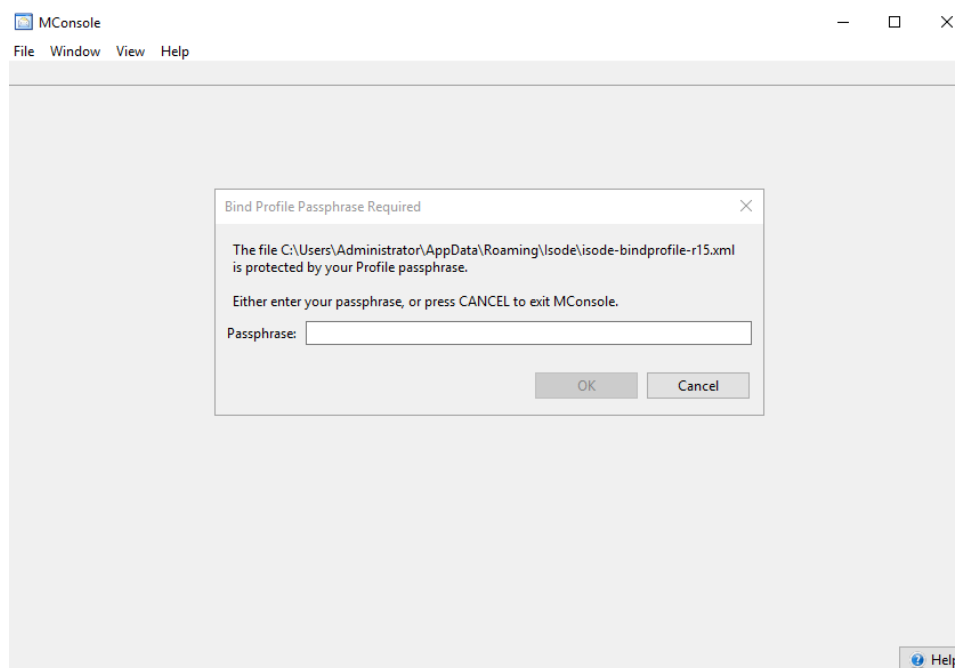 MConsole
File Window View Help
Bind Profile Passphrase Required
The file C:\Users\Administrator\AppData\Roaming\Isode\isode-bindprofile-r15.xml
is protected by your Profile passphrase.
Either enter your passphrase, or press CANCEL to exit MConsole.
Passphrase:
OK Cancel
Help